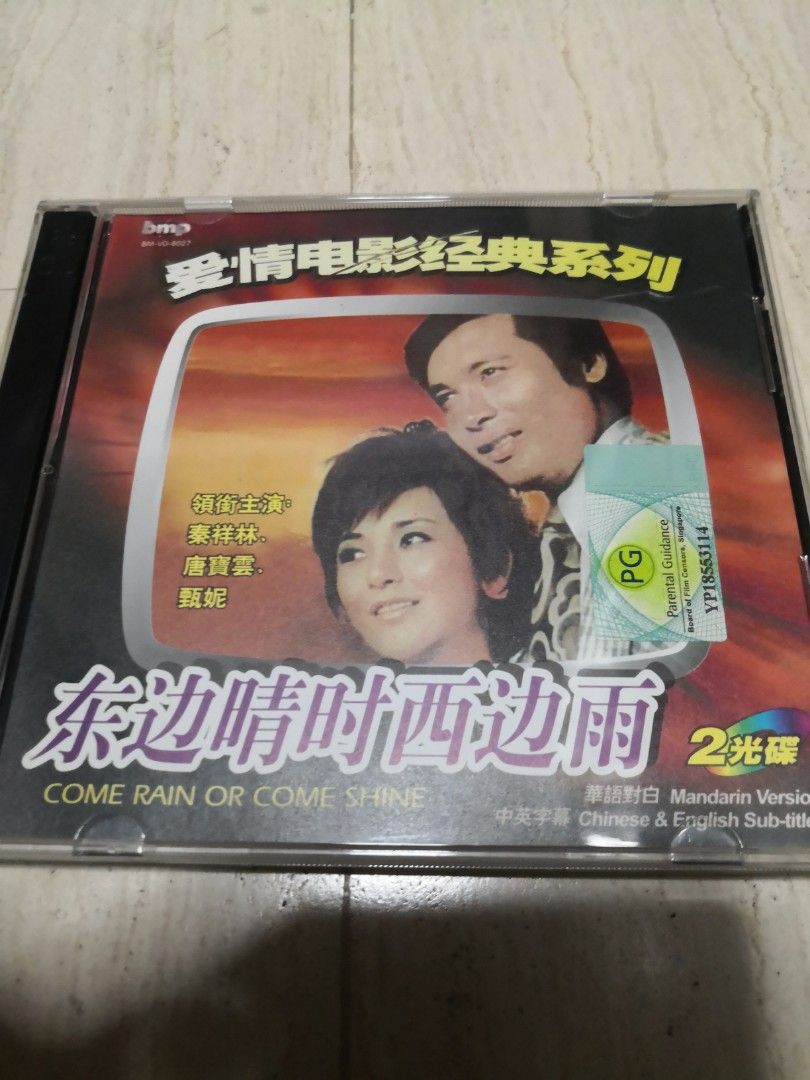 bmp
BM-VD-8027
爱情电影经典系列
領銜主演:
秦祥林.
唐寶雲.
甄妮
PG
Parental Guidance
Board of Film Censors, Singapore
YP18553114
东边晴时西边雨
2光碟
COME RAIN OR COME SHINE
華語對白 Mandarin Versio
中英字幕 Chinese & English Sub-title